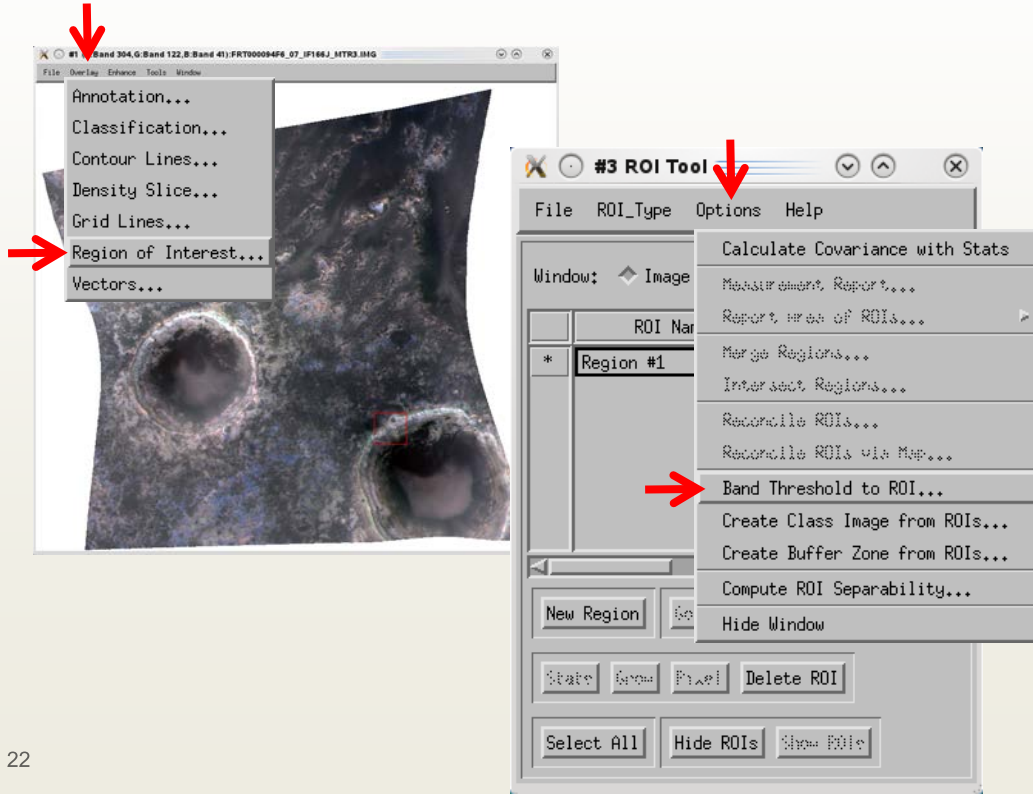 #1
Band 304,G:Band 122,B:Band 41):FRT000094F6_07_IF166J_MTR3.IMG
File Overlay Enhance Tools Window
Annotation...
Classification...
Contour Lines...
Density Slice...
Grid Lines...
Region of Interest...
Vectors...
#3 ROI Tool
File ROI_Type Options Help
Window: Image
ROI Nam
* Region #1
Calculate Covariance with Stats
Measurement Report...
Report Area of ROIs...
Merge Regions...
Intersect Regions...
Reconcile ROIs...
Reconcile ROIs via Map...
Band Threshold to ROI...
Create Class Image from ROIs...
Create Buffer Zone from ROIs...
Compute ROI Separability...
Hide Window
New Region Go
Stats Grow Pixel Delete ROI
Select All Hide ROIs Show ROIs
22